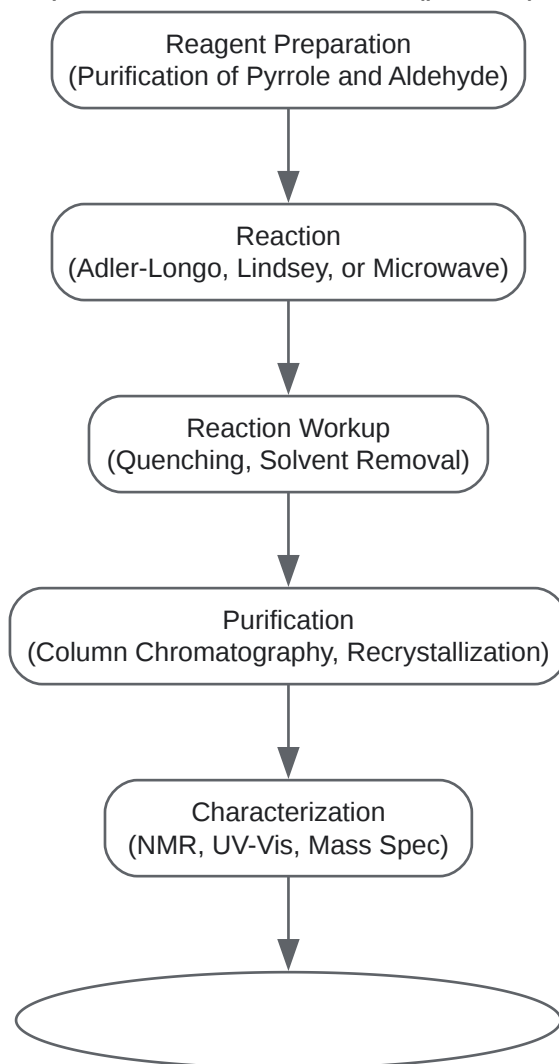 Reagent Preparation
(Purification of Pyrrole and Aldehyde)
Reaction
(Adler-Longo, Lindsey, or Microwave)
Reaction Workup
(Quenching, Solvent Removal)
Purification
(Column Chromatography, Recrystallization)
Characterization
(NMR, UV-Vis, Mass Spec)